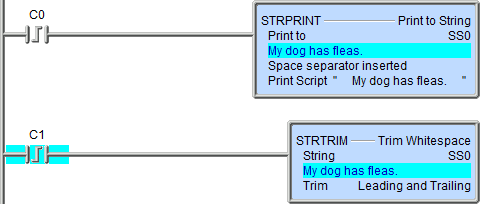 C0
STRPRINT Print to String
Print to SS0
My dog has fleas.
Space separator inserted
Print Script " My dog has fleas. "
C1
STRTRIM Trim Whitespace
String SS0
My dog has fleas.
Trim Leading and Trailing